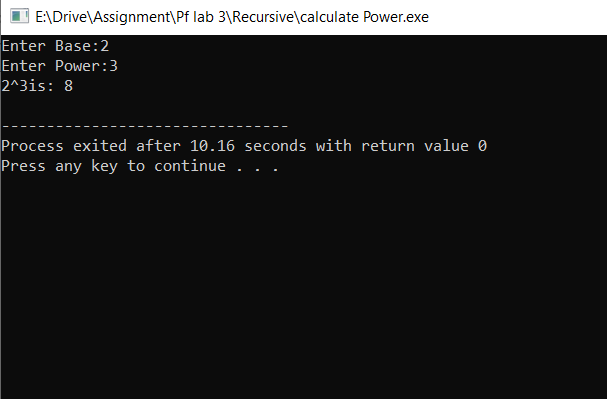 E:\Drive\Assignment\Pf lab 3\Recursive\calculate Power.exe
Enter Base:2
Enter Power:3
2^3is: 8
--------------------------------
Process exited after 10.16 seconds with return value 0
Press any key to continue . . .